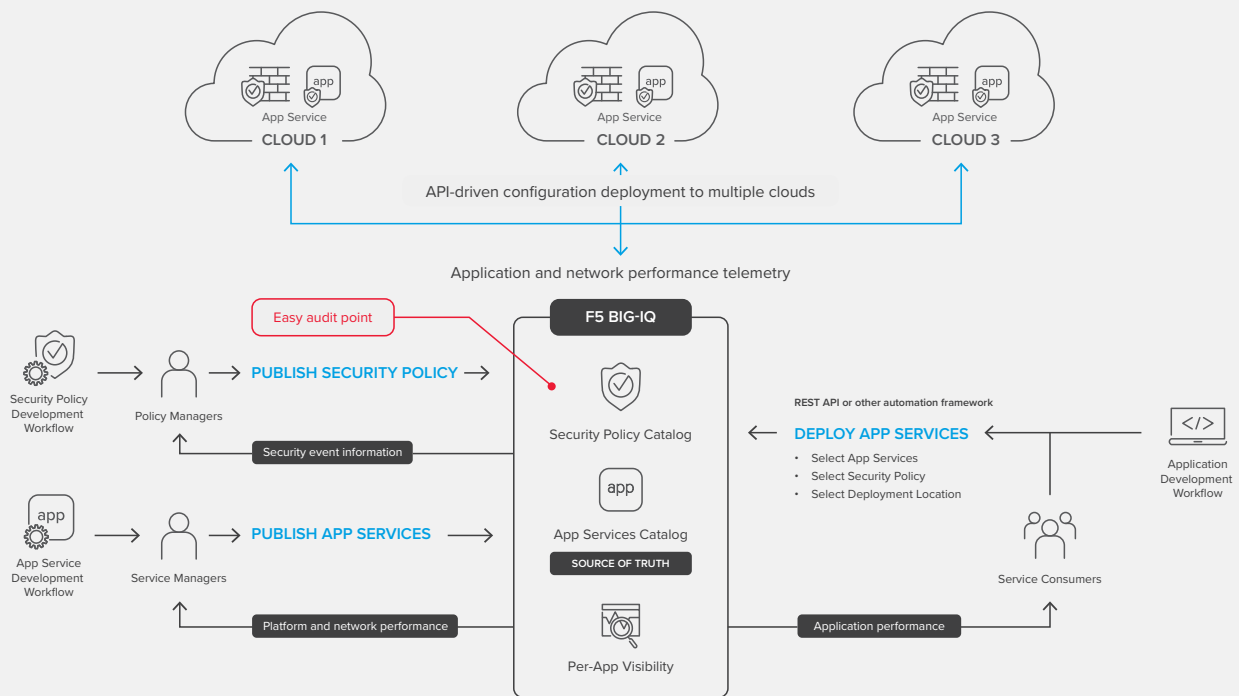 app
App Service
CLOUD 1
app
App Service
CLOUD 2
app
App Service
CLOUD 3
API-driven configuration deployment to multiple clouds
Application and network performance telemetry
Easy audit point
F5 BIG-IQ
Security Policy
Development
Workflow
Policy Managers
PUBLISH SECURITY POLICY
Security event information
Security Policy Catalog
REST API or other automation framework
DEPLOY APP SERVICES
• Select App Services
• Select Security Policy
• Select Deployment Location
</>
Application
Development
Workflow
app
App Service
Development
Workflow
Service Managers
PUBLISH APP SERVICES
Platform and network performance
app
App Services Catalog
SOURCE OF TRUTH
Per-App Visibility
Service Consumers
Application performance